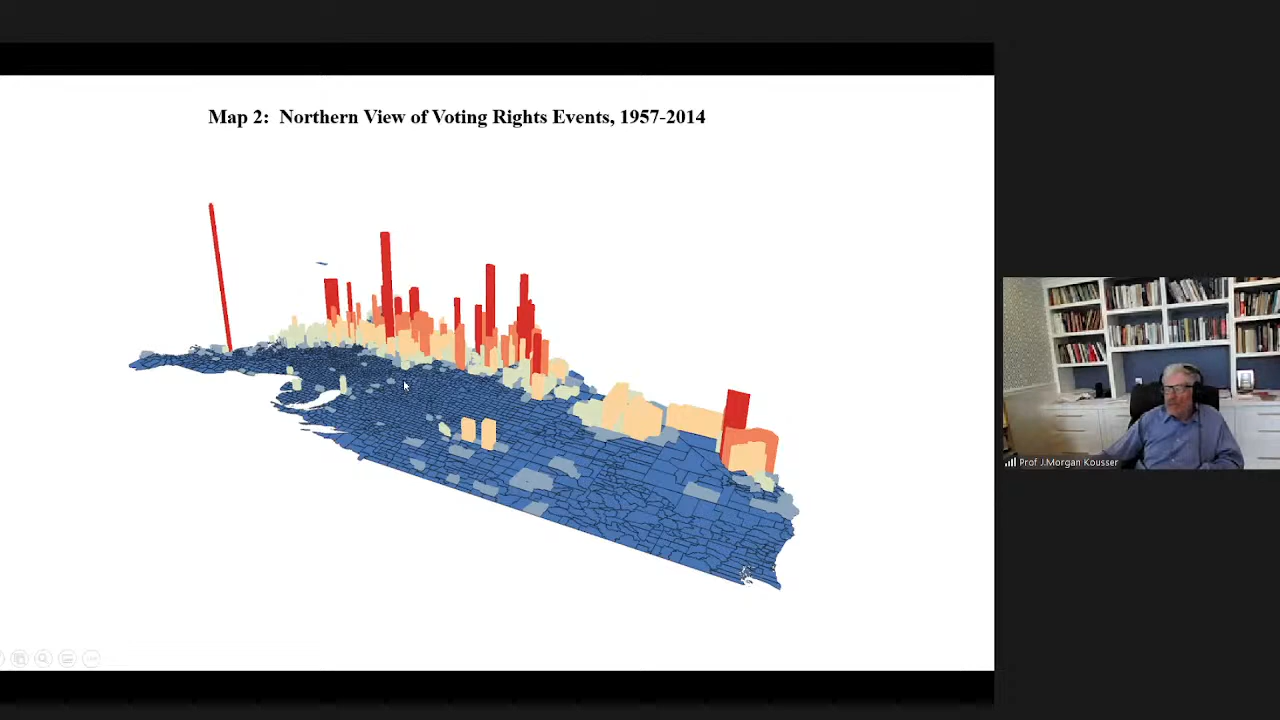 Map 2: Northern View of Voting Rights Events, 1957-2014
Prof J.Morgan Kousser